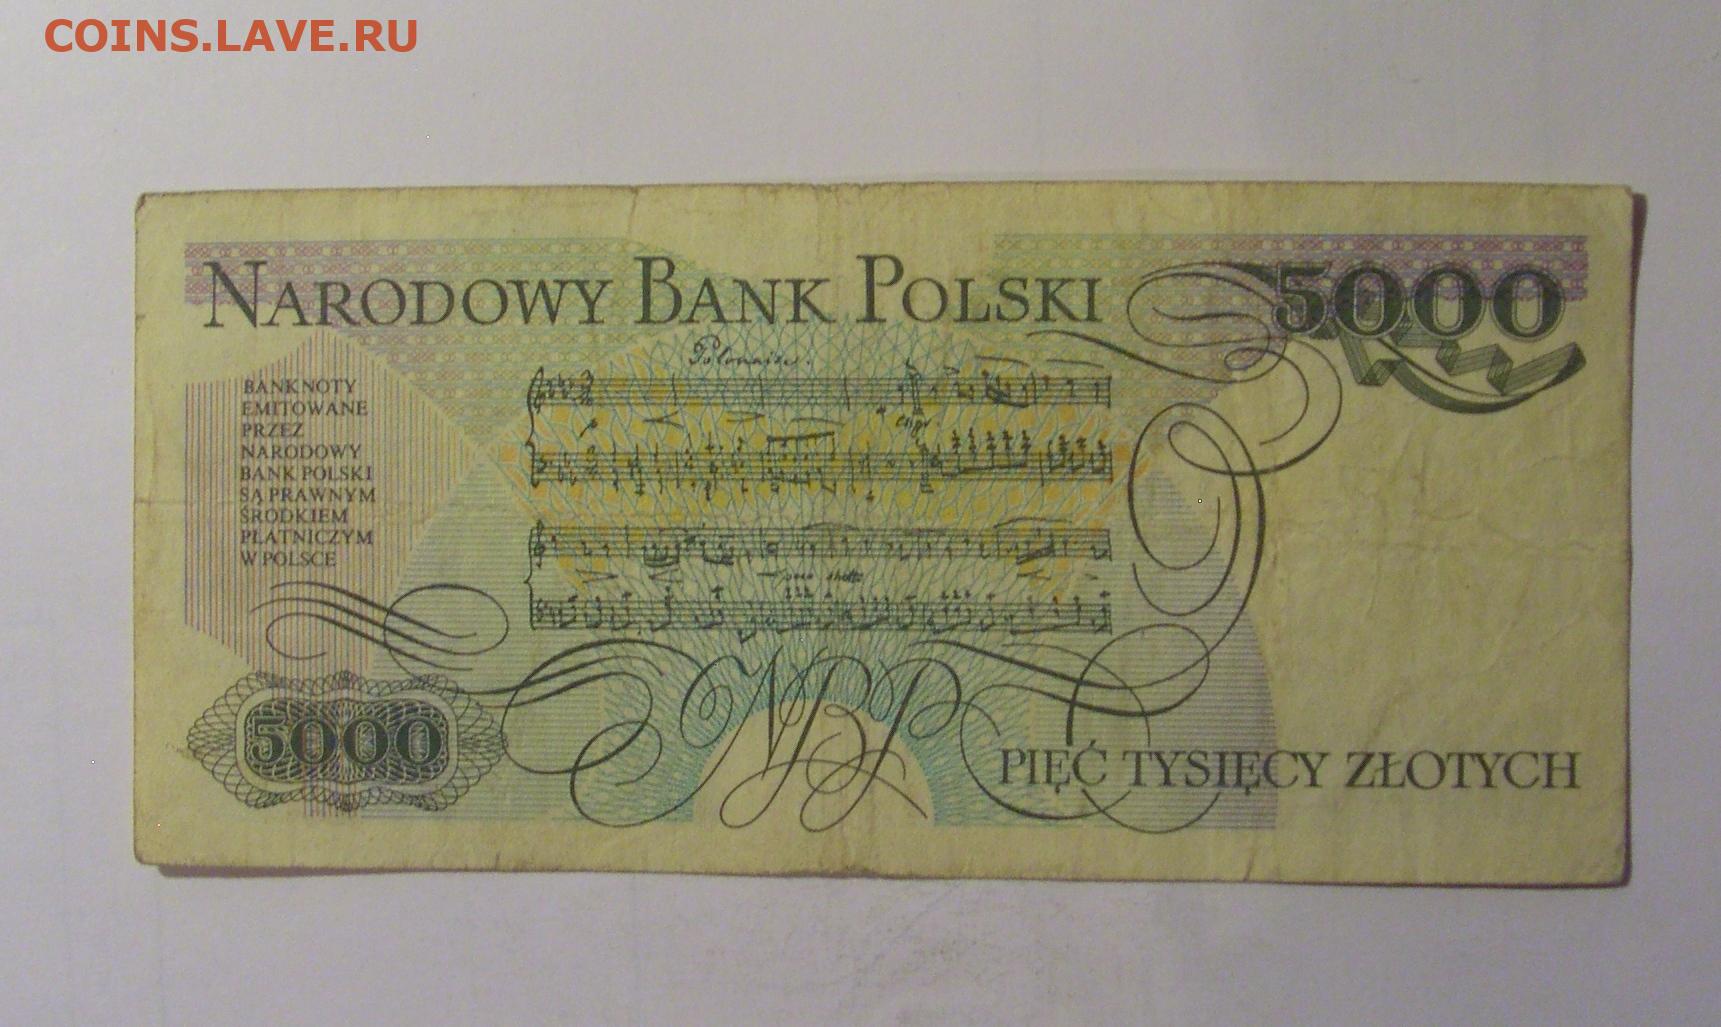 COINS.LAVE.RU
NARODOWY BANK POLSKI 5000
Polonaise.
BANKNOTY
EMITOWANE
PRZEZ
NARODOWY
BANK POLSKI
SĄ PRAWNYM
ŚRODKIEM
PŁATNICZYM
W POLSCE
5000
NBP
PIĘĆ TYSIĘCY ZŁOTYCH